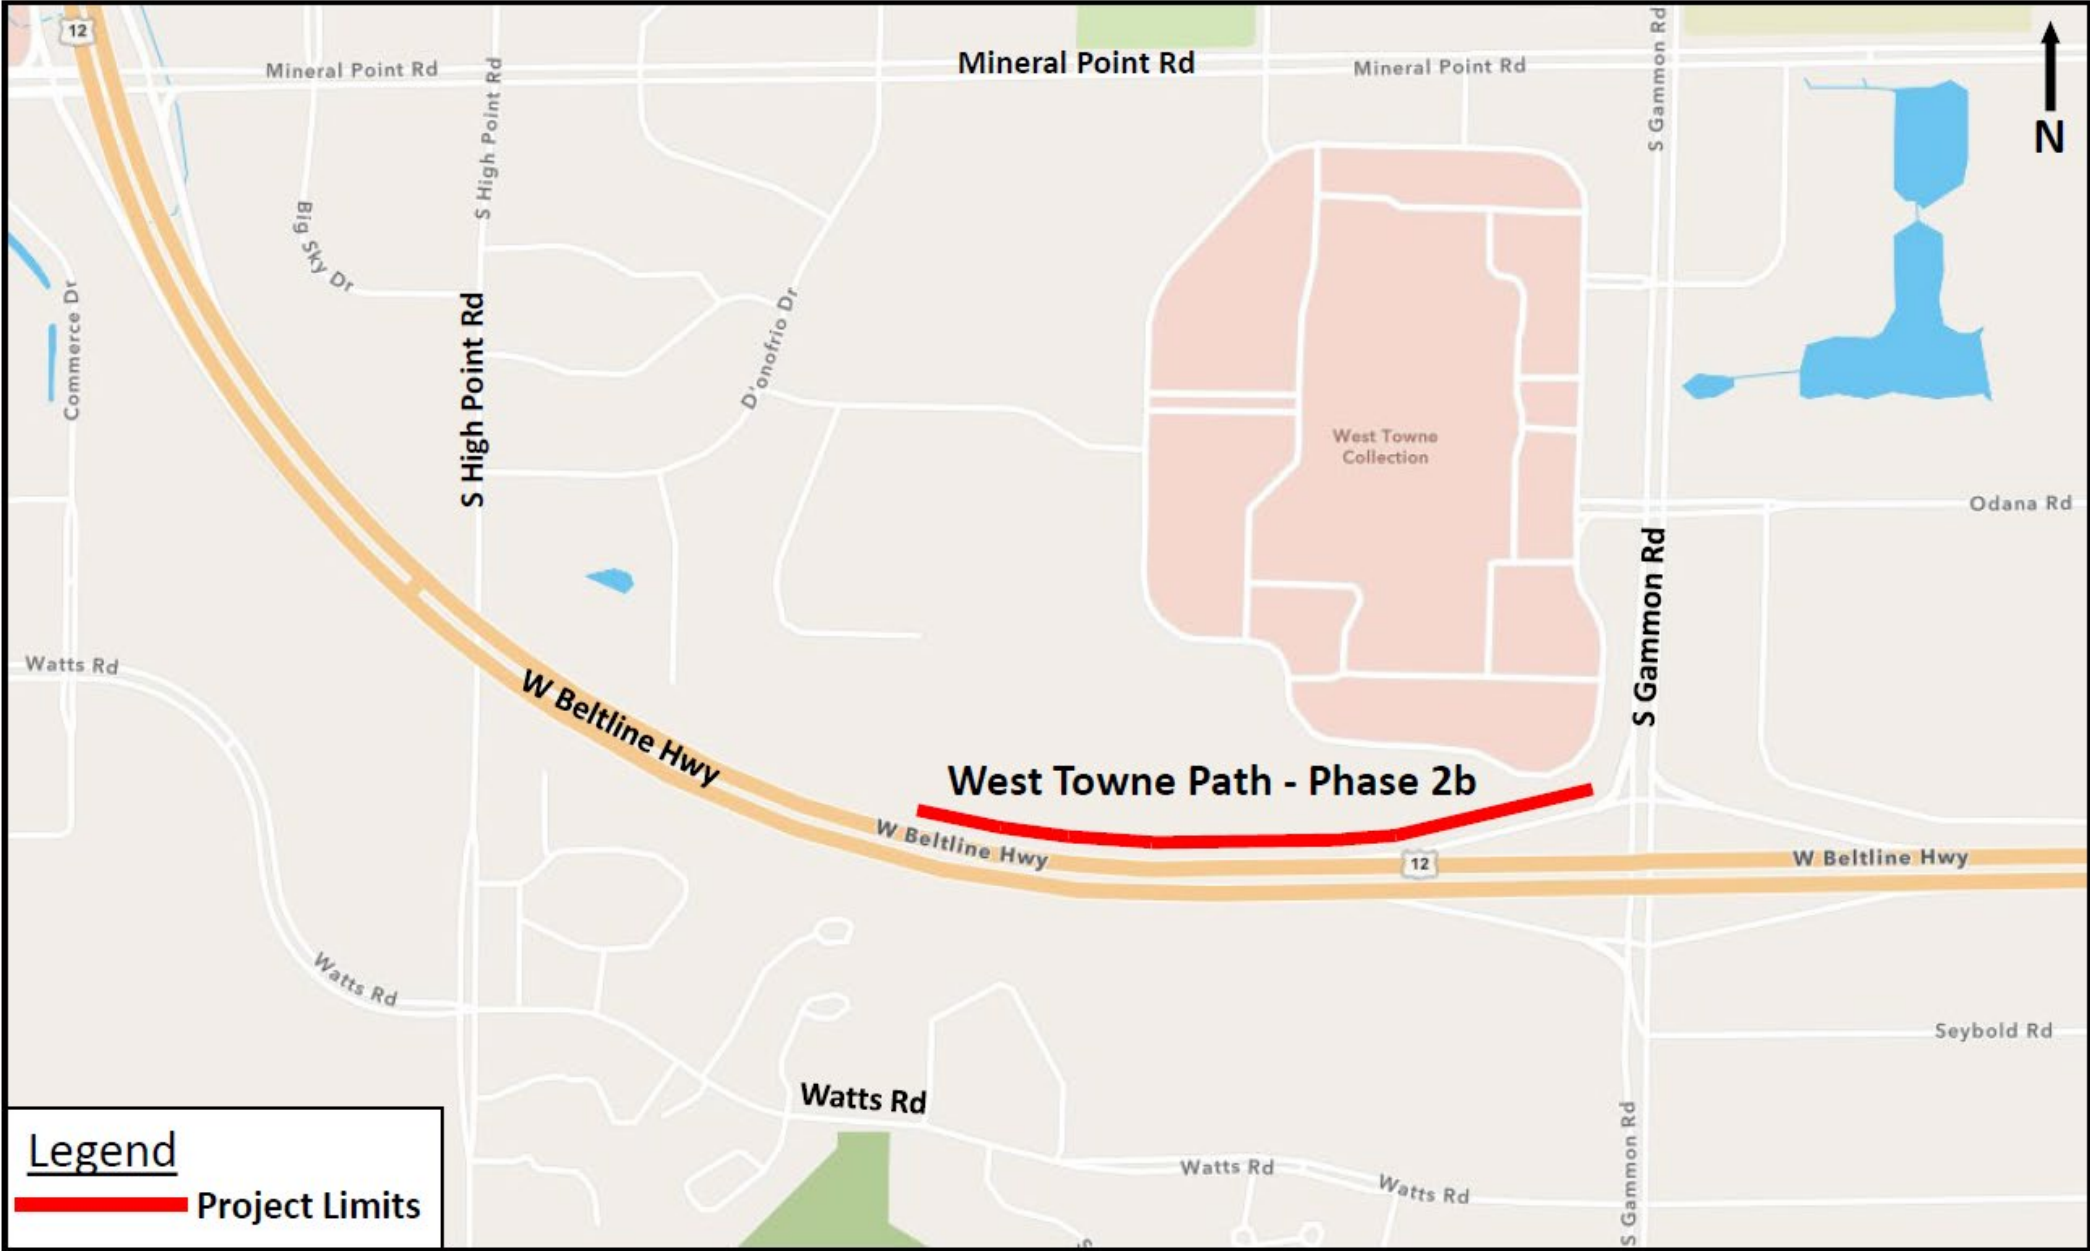 12
Mineral Point Rd
Mineral Point Rd
Mineral Point Rd
S High Point Rd
S Gammon Rd
N
Big Sky Dr
Commerce Dr
S High Point Rd
D'onofrio Dr
West Towne
Collection
Odana Rd
S Gammon Rd
Watts Rd
W Beltline Hwy
West Towne Path - Phase 2b
W Beltline Hwy
12
W Beltline Hwy
Watts Rd
Seybold Rd
Watts Rd
S Gammon Rd
Watts Rd
Watts Rd
Legend
Project Limits